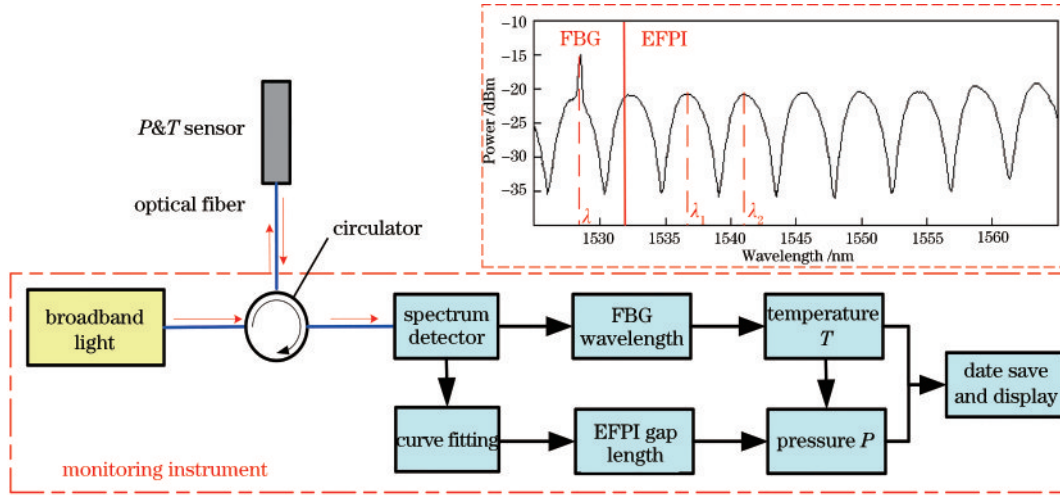 −10
−15
−20
−25
−30
−35
Power /dBm
FBG
EFPI
λ
λ1
λ2
1530
1535
1540
1545
1550
1555
1560
Wavelength /nm
P&T sensor
optical fiber
circulator
broadband
light
spectrum
detector
FBG
wavelength
temperature
T
date save
and display
curve fitting
EFPI gap
length
pressure P
monitoring instrument